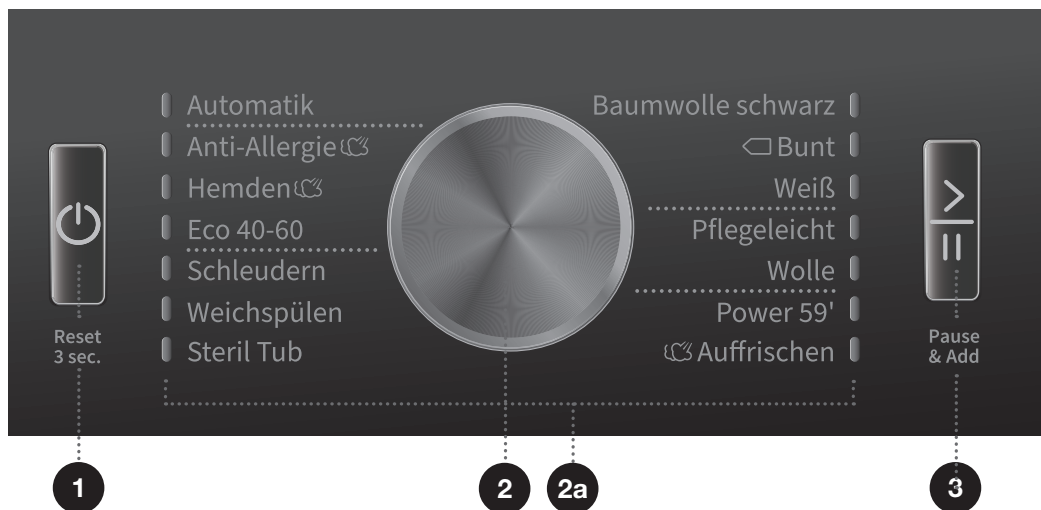 Automatik
Anti-Allergie
Hemden
Eco 40-60
Schleudern
Weichspülen
Steril Tub
Baumwolle schwarz
Bunt
Weiß
Pflegeleicht
Wolle
Power 59'
Auffrischen
Reset
3 sec.
Pause
& Add
1
2
2a
3